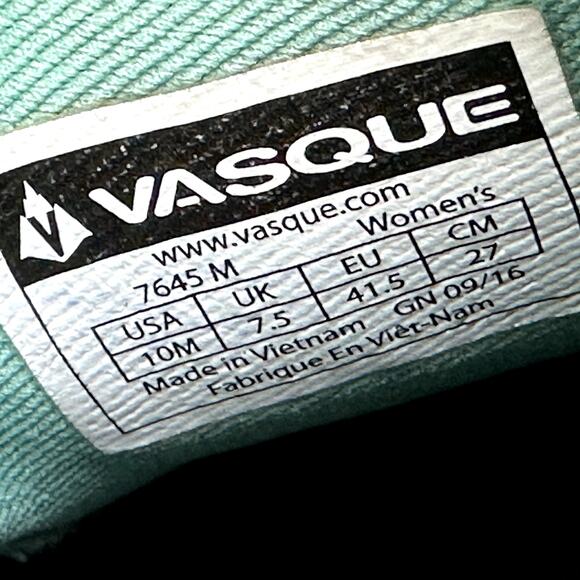 VASQUE
www.vasque.com
7645 M Women's
USA UK EU CM
10M 7.5 41.5 27
Made in Vietnam GN 09/16
Fabrique En Viêt-Nam